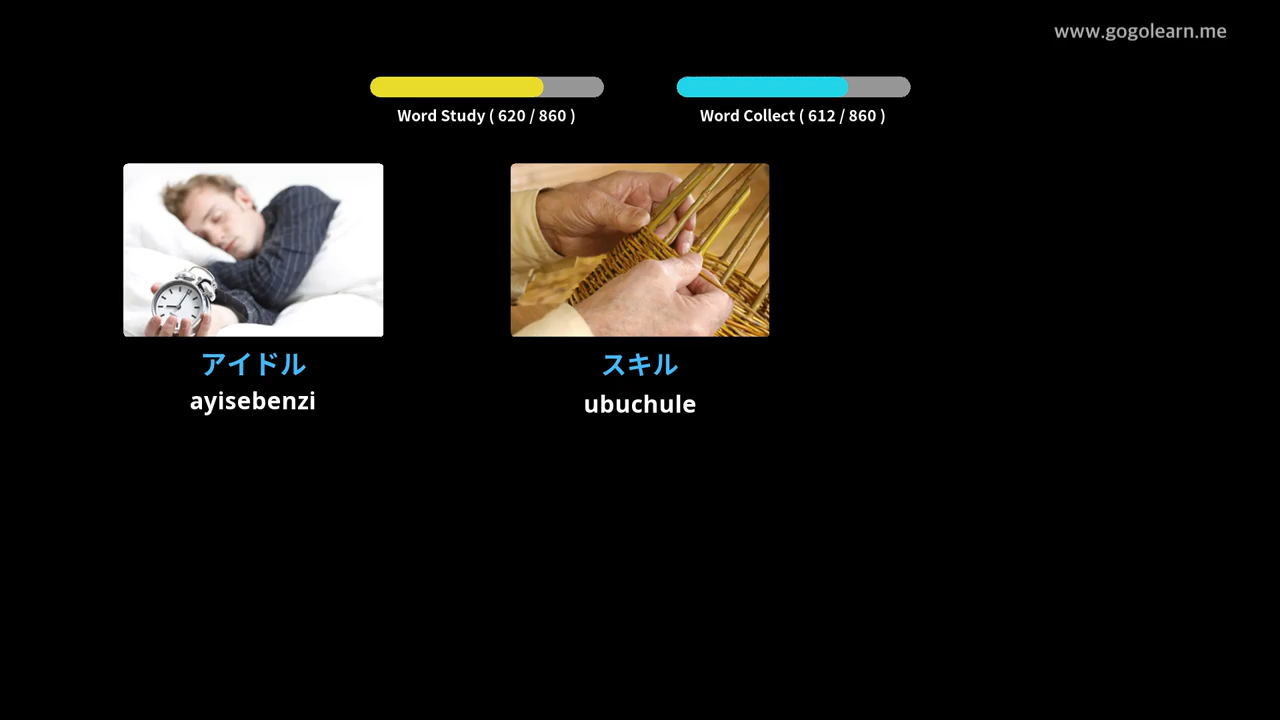 www.gogolearn.me
Word Study ( 620 / 860 )
Word Collect ( 612 / 860 )
アイドル
ayisebenzi
スキル
ubuchule